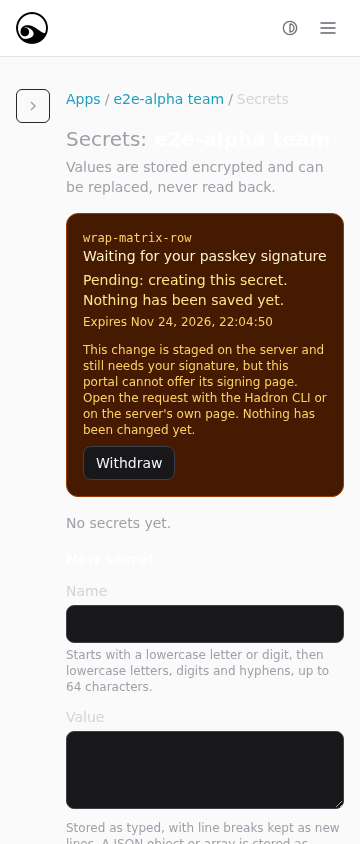 Apps / e2e-alpha team / Secrets
Secrets: e2e-alpha team
Values are stored encrypted and can
be replaced, never read back.
wrap-matrix-row
Waiting for your passkey signature
Pending: creating this secret.
Nothing has been saved yet.
Expires Nov 24, 2026, 22:04:50
This change is staged on the server and
still needs your signature, but this
portal cannot offer its signing page.
Open the request with the Hadron CLI or
on the server's own page. Nothing has
been changed yet.
Withdraw
No secrets yet.
New secret
Name
Starts with a lowercase letter or digit, then
lowercase letters, digits and hyphens, up to
64 characters.
Value
Stored as typed, with line breaks kept as new
lines. A JSON object or array is stored as